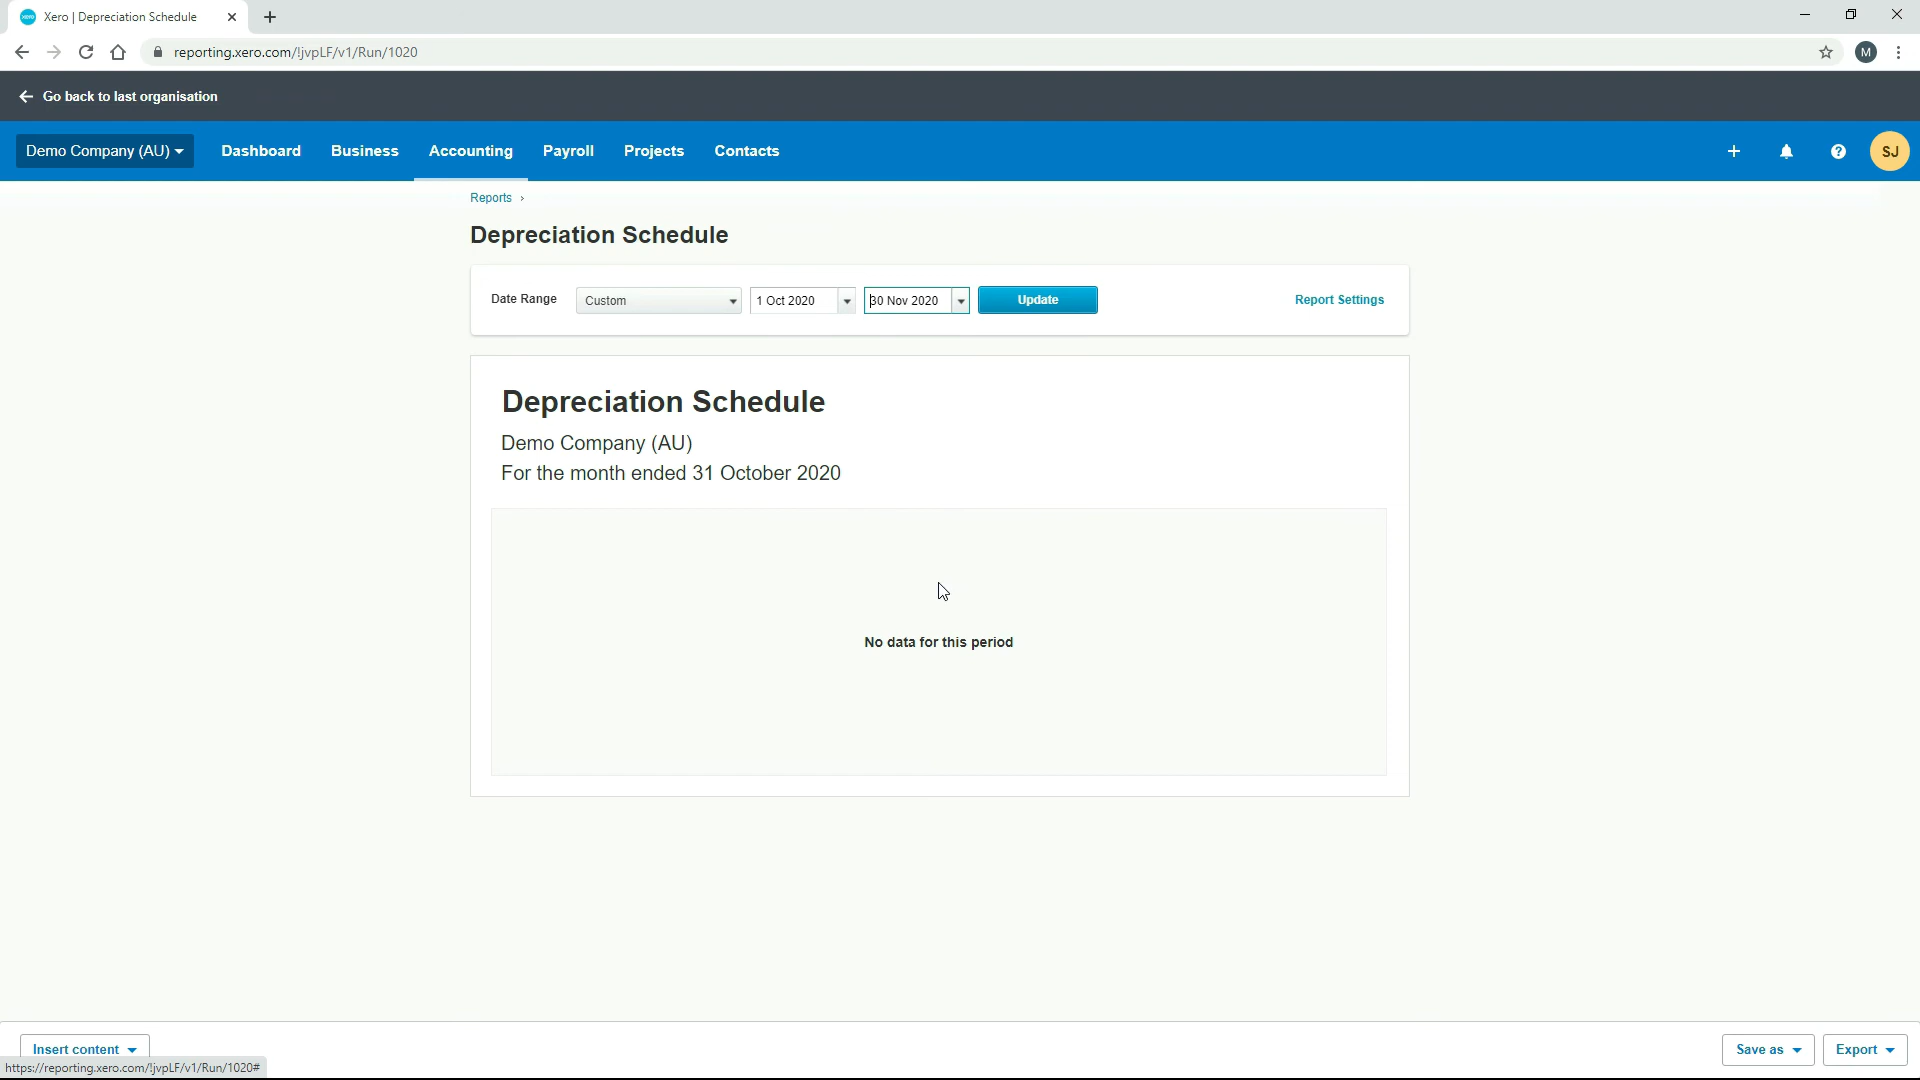 Xero | Depreciation Schedule
reporting.xero.com/!jvpLF/v1/Run/1020
M
Go back to last organisation
Demo Company (AU)
Dashboard
Business
Accounting
Payroll
Projects
Contacts
SJ
Reports ›
Depreciation Schedule
Date Range
Custom
1 Oct 2020
30 Nov 2020
Update
Report Settings
Depreciation Schedule
Demo Company (AU)
For the month ended 31 October 2020
No data for this period
Insert content
Save as
Export
https://reporting.xero.com/!jvpLF/v1/Run/1020#